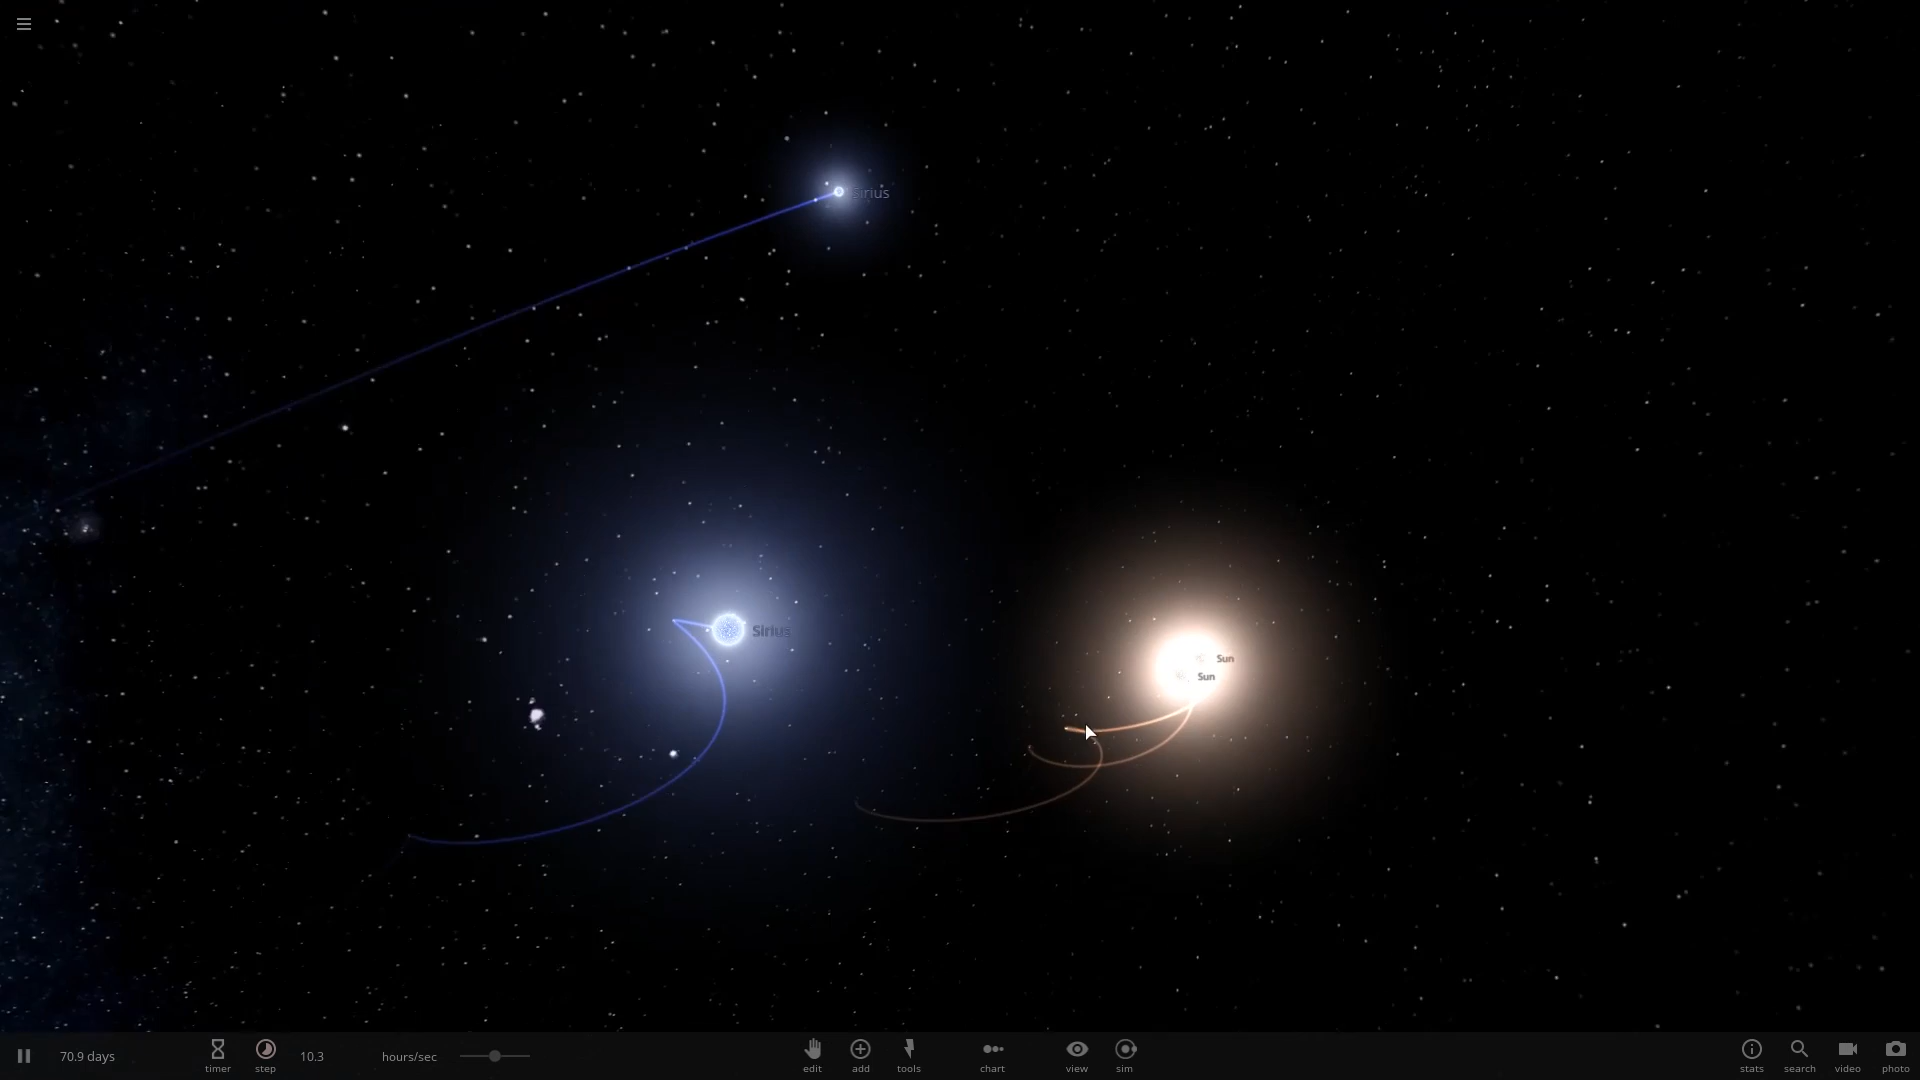 Sirius
Sirius
Sun
Sun
70.9 days
timer
step
10.3
hours/sec
edit
add
tools
chart
view
sim
stats
search
video
photo